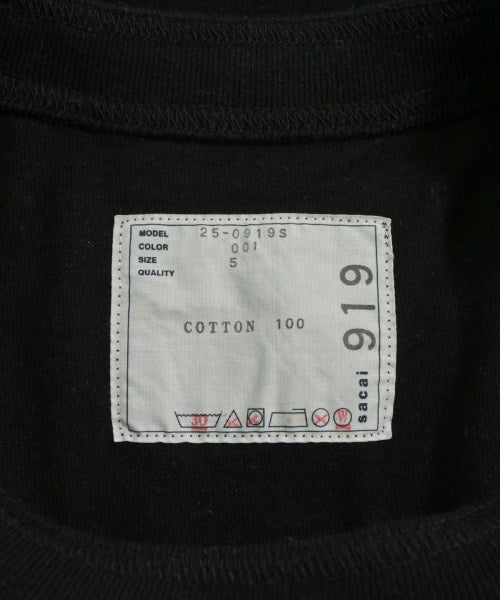 MODEL 25-0919S
COLOR 001
SIZE 5
QUALITY
COTTON 100
30
W
sacai 919